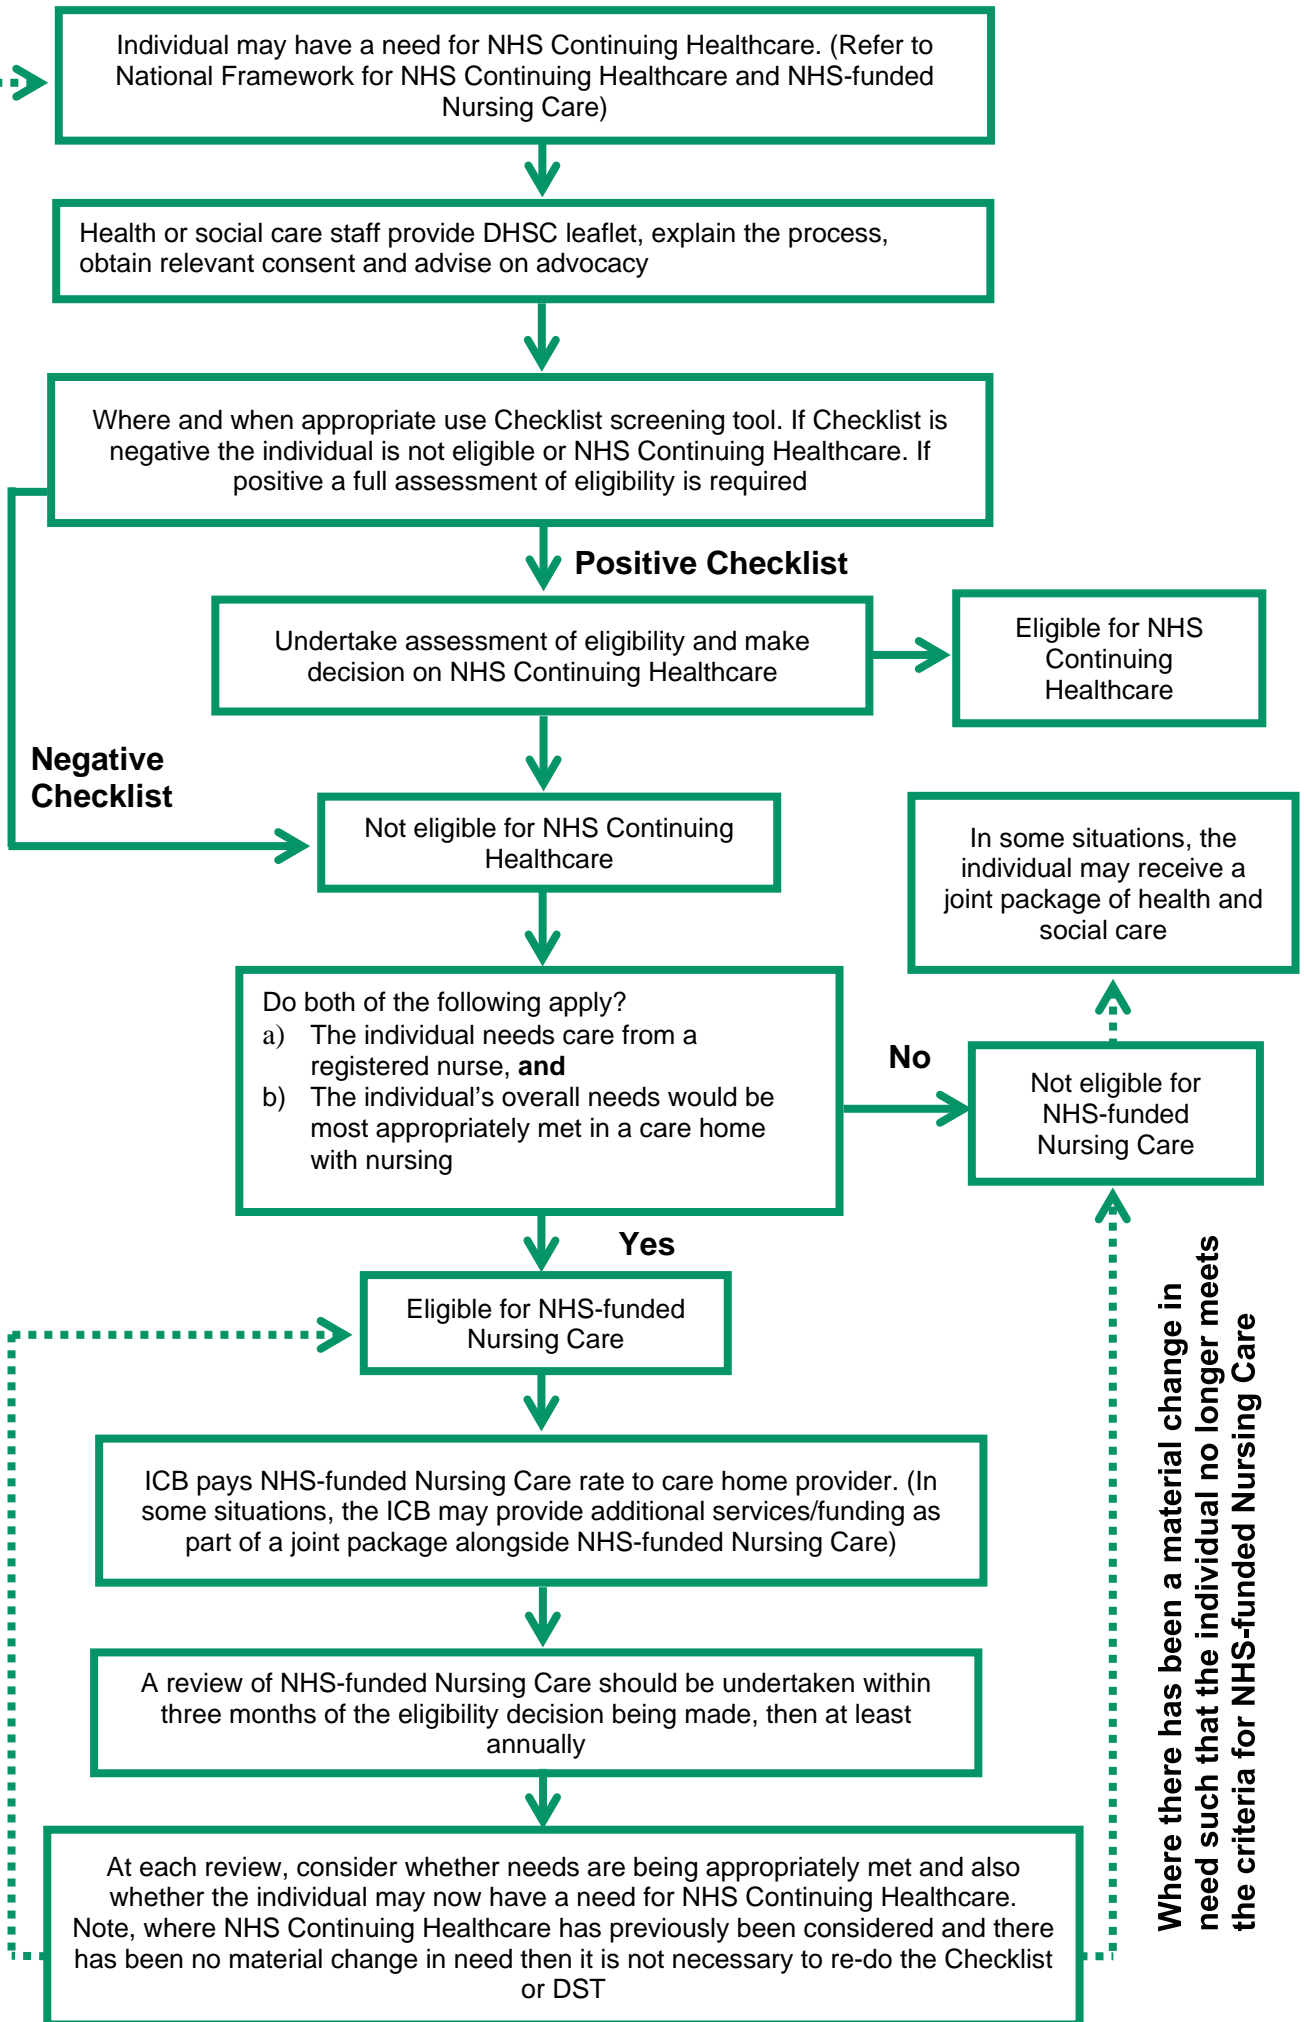 Individual may have a need for NHS Continuing Healthcare. (Refer to
National Framework for NHS Continuing Healthcare and NHS-funded
Nursing Care)
Health or social care staff provide DHSC leaflet, explain the process,
obtain relevant consent and advise on advocacy
Where and when appropriate use Checklist screening tool. If Checklist is
negative the individual is not eligible or NHS Continuing Healthcare. If
positive a full assessment of eligibility is required
Positive Checklist
Undertake assessment of eligibility and make
decision on NHS Continuing Healthcare
Eligible for NHS
Continuing
Healthcare
Negative
Checklist
Not eligible for NHS Continuing
Healthcare
In some situations, the
individual may receive a
joint package of health and
social care
Do both of the following apply?
a) The individual needs care from a
registered nurse, and
b) The individual’s overall needs would be
most appropriately met in a care home
with nursing
No
Not eligible for
NHS-funded
Nursing Care
Yes
Eligible for NHS-funded
Nursing Care
ICB pays NHS-funded Nursing Care rate to care home provider. (In
some situations, the ICB may provide additional services/funding as
part of a joint package alongside NHS-funded Nursing Care)
A review of NHS-funded Nursing Care should be undertaken within
three months of the eligibility decision being made, then at least
annually
At each review, consider whether needs are being appropriately met and also
whether the individual may now have a need for NHS Continuing Healthcare.
Note, where NHS Continuing Healthcare has previously been considered and there
has been no material change in need then it is not necessary to re-do the Checklist
or DST
Where there has been a material change in
need such that the individual no longer meets
the criteria for NHS-funded Nursing Care